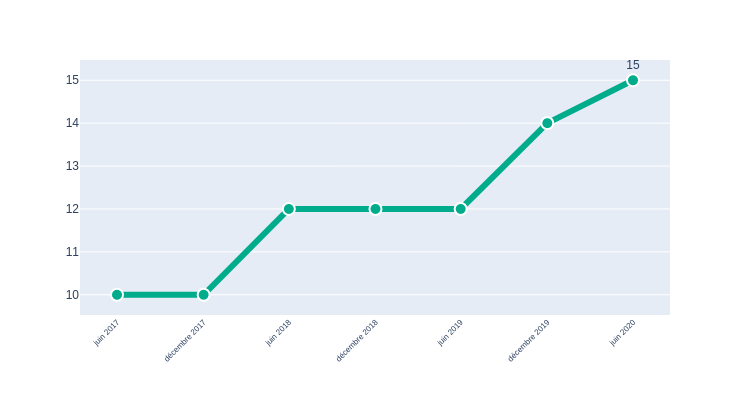 15
15
14
13
12
11
10
juin 2017
décembre 2017
juin 2018
décembre 2018
juin 2019
décembre 2019
juin 2020